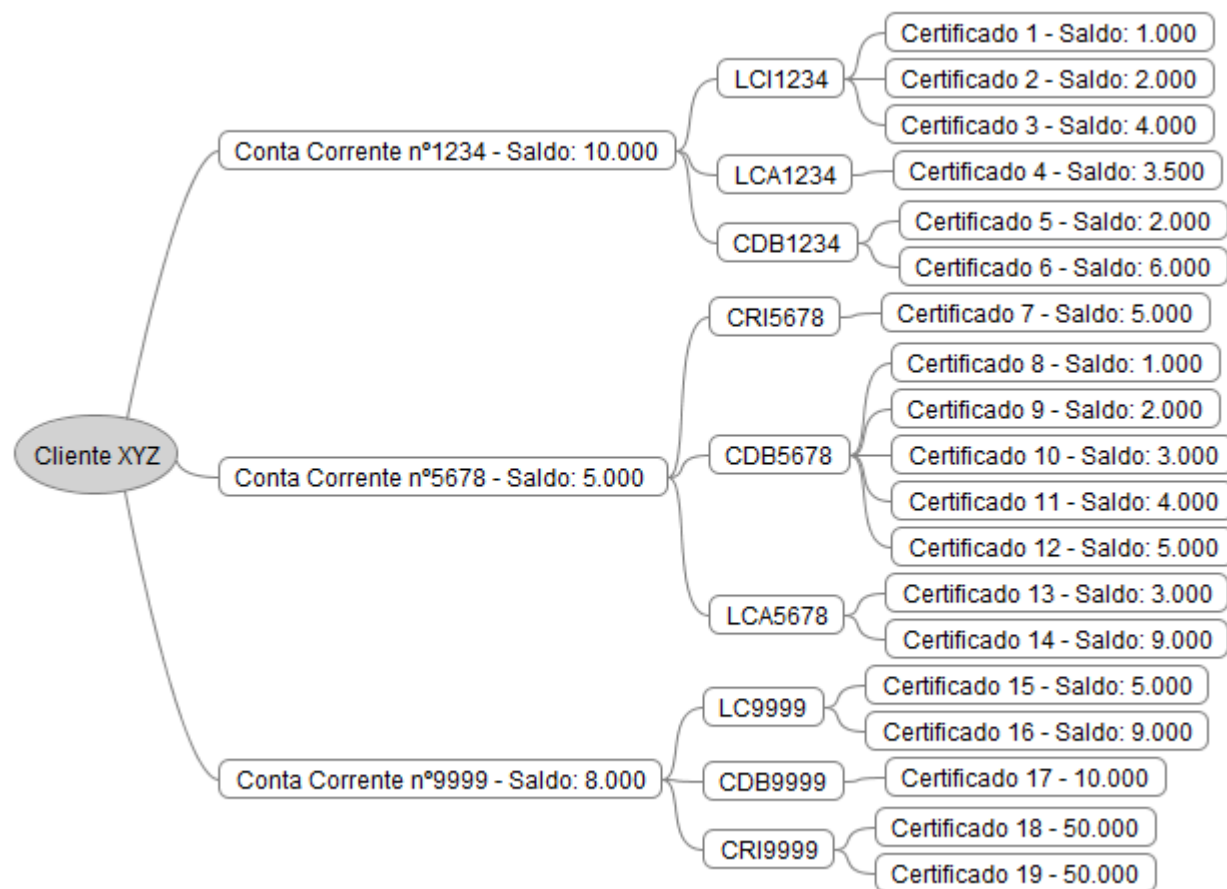 Cliente XYZ
Conta Corrente nº1234 - Saldo: 10.000
LCI1234
Certificado 1 - Saldo: 1.000
Certificado 2 - Saldo: 2.000
Certificado 3 - Saldo: 4.000
LCA1234
Certificado 4 - Saldo: 3.500
CDB1234
Certificado 5 - Saldo: 2.000
Certificado 6 - Saldo: 6.000
Conta Corrente nº5678 - Saldo: 5.000
CRI5678
Certificado 7 - Saldo: 5.000
CDB5678
Certificado 8 - Saldo: 1.000
Certificado 9 - Saldo: 2.000
Certificado 10 - Saldo: 3.000
Certificado 11 - Saldo: 4.000
Certificado 12 - Saldo: 5.000
LCA5678
Certificado 13 - Saldo: 3.000
Certificado 14 - Saldo: 9.000
Conta Corrente nº9999 - Saldo: 8.000
LC9999
Certificado 15 - Saldo: 5.000
Certificado 16 - Saldo: 9.000
CDB9999
Certificado 17 - 10.000
CRI9999
Certificado 18 - 50.000
Certificado 19 - 50.000